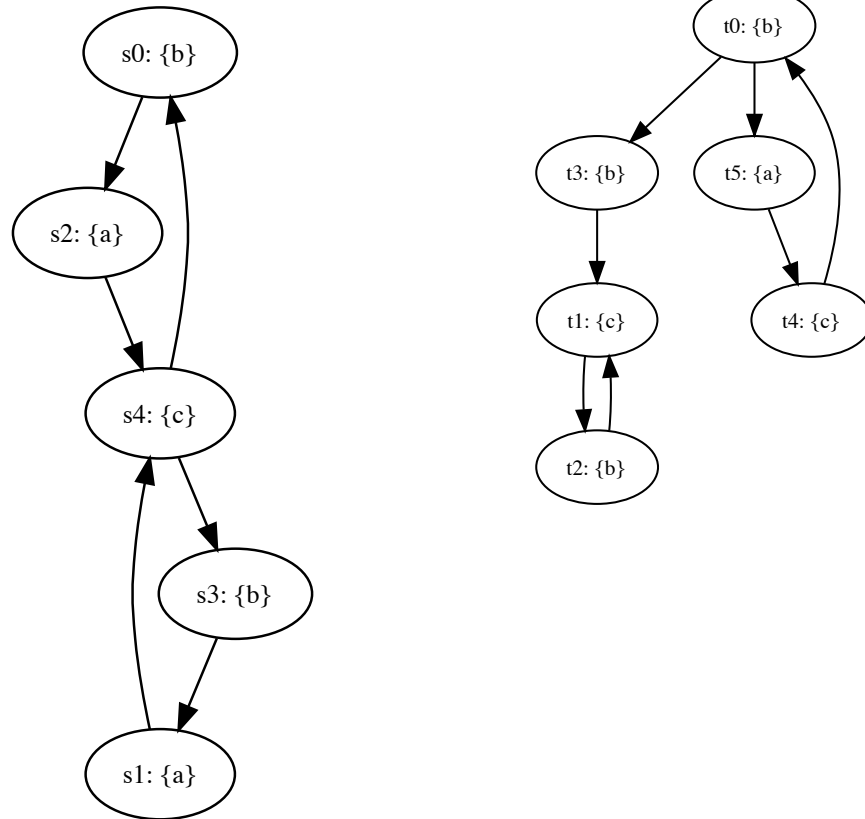 s0: {b}
s2: {a}
s4: {c}
s3: {b}
s1: {a}
t0: {b}
t3: {b}
t5: {a}
t1: {c}
t4: {c}
t2: {b}